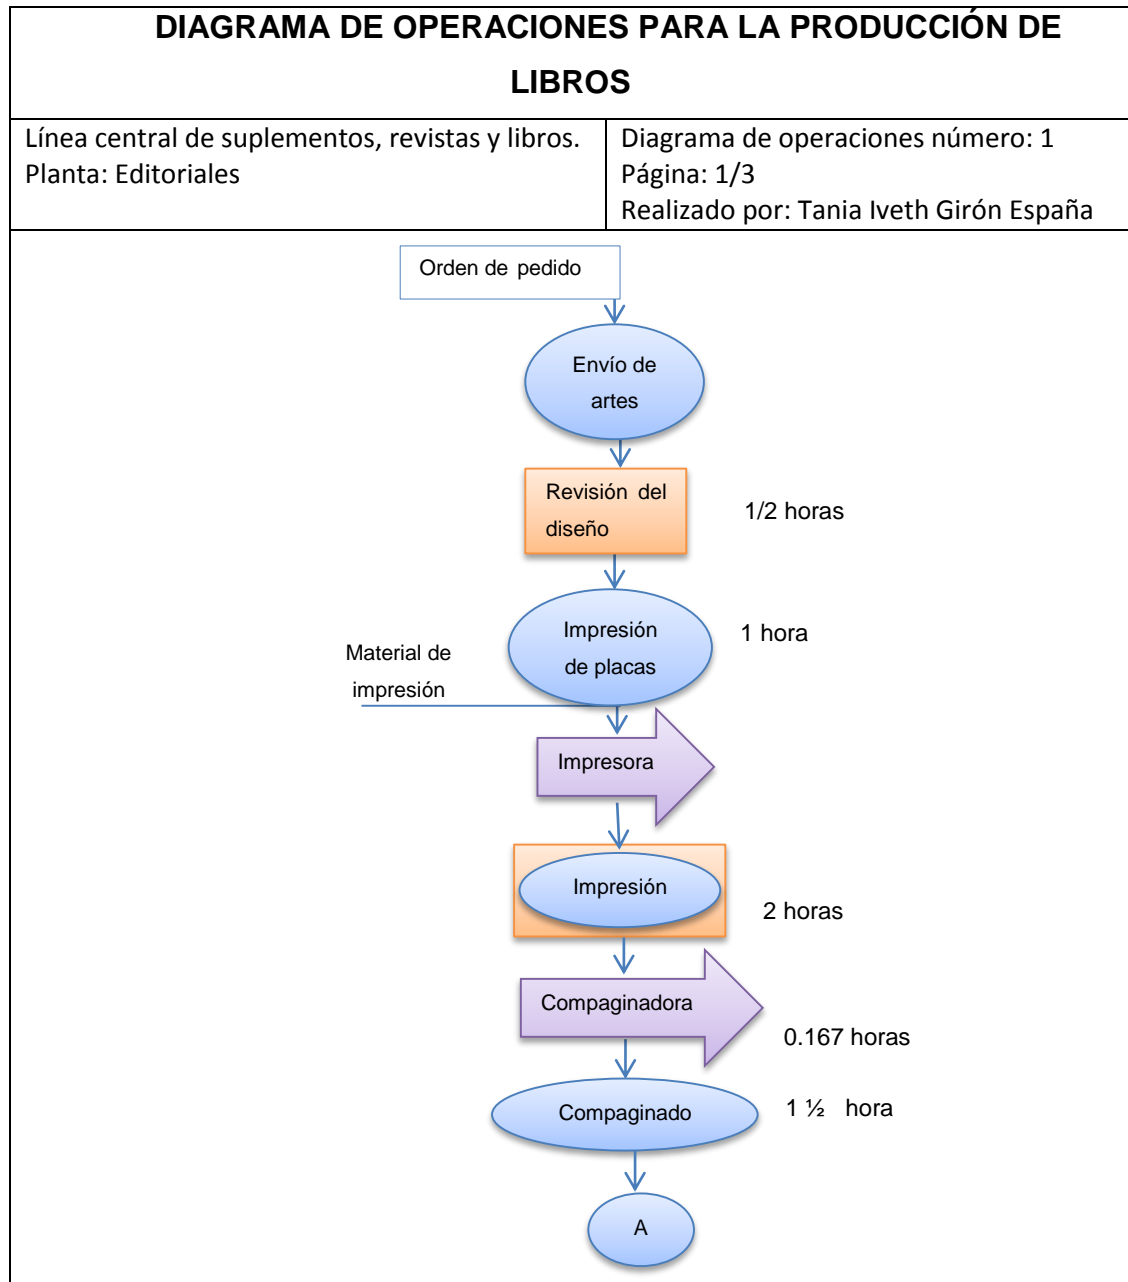 DIAGRAMA DE OPERACIONES PARA LA PRODUCCIÓN DE
LIBROS
Línea central de suplementos, revistas y libros.
Planta: Editoriales
Diagrama de operaciones número: 1
Página: 1/3
Realizado por: Tania Iveth Girón España
Orden de pedido
Envío de
artes
Revisión del
diseño
1/2 horas
Impresión
de placas
1 hora
Material de
impresión
Impresora
Impresión
2 horas
Compaginadora
0.167 horas
Compaginado
1 ½ hora
A